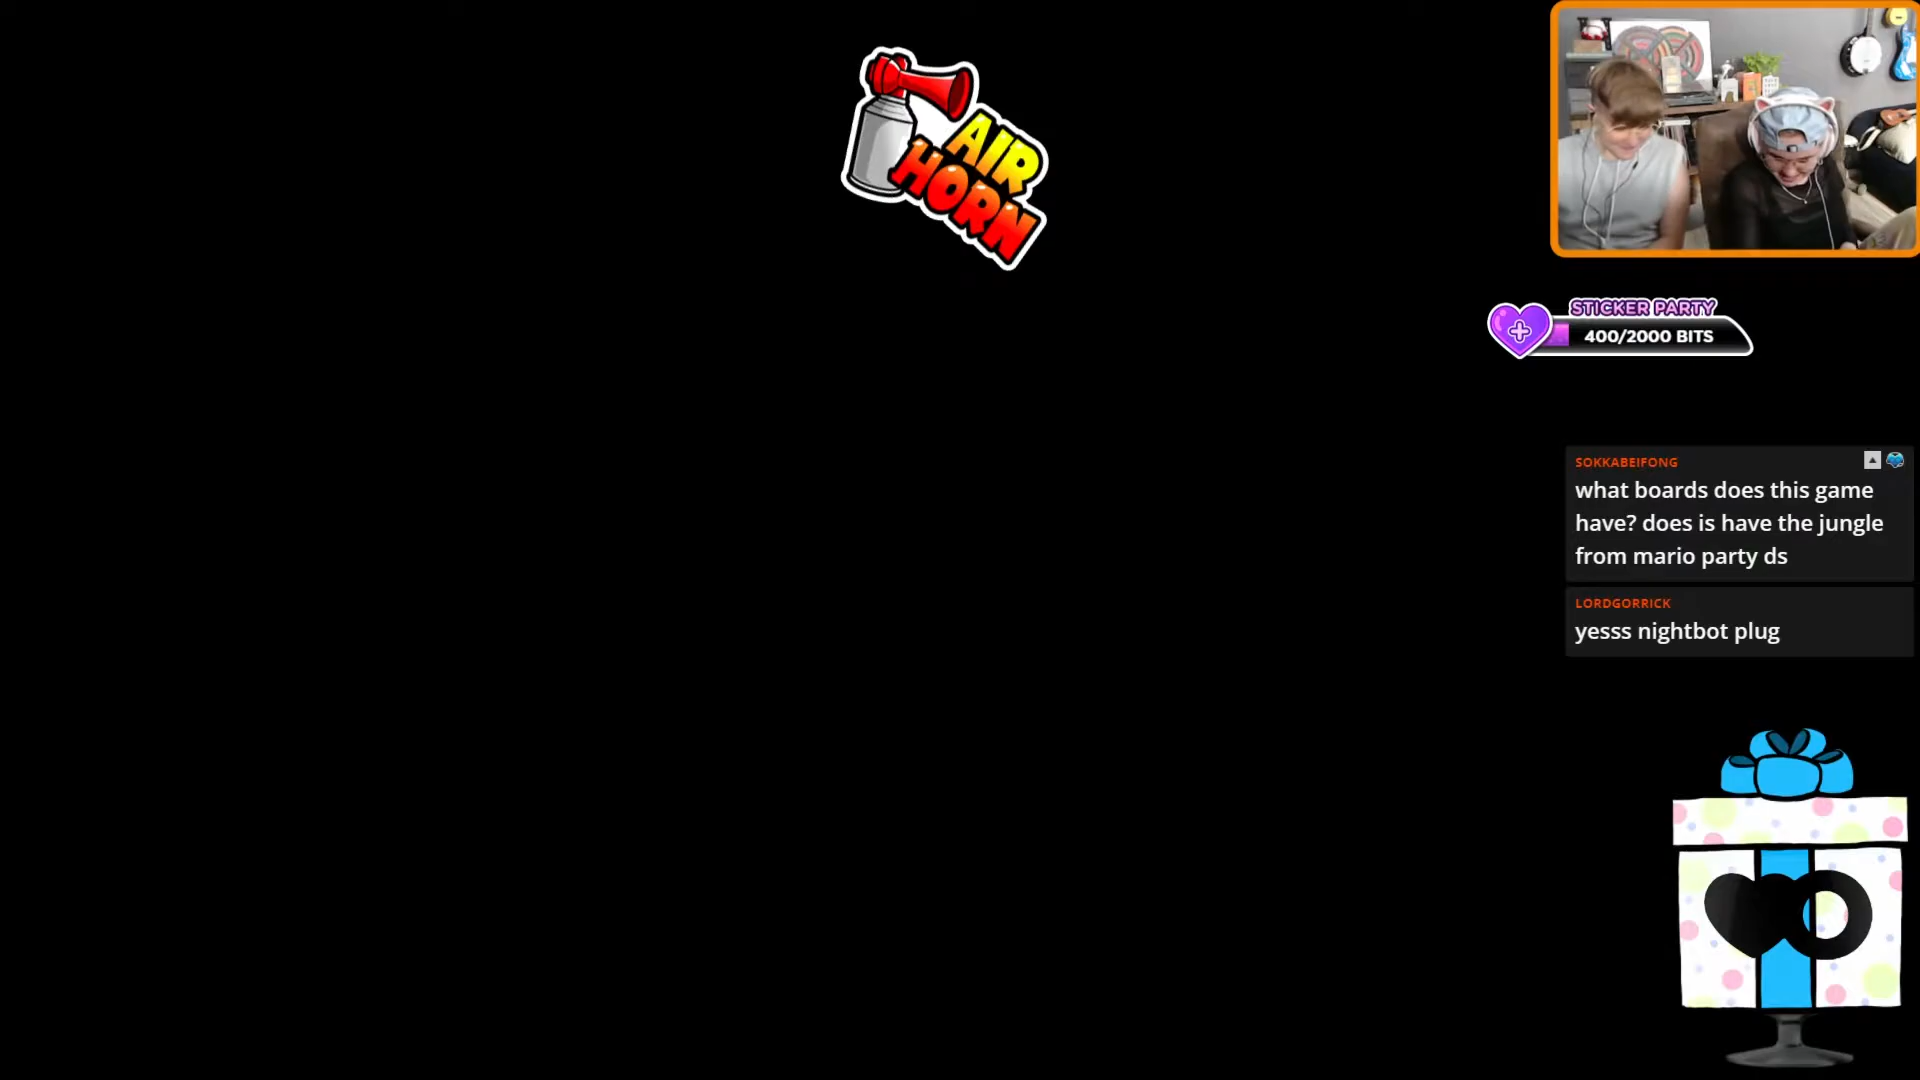 AIR
HORN
STICKER PARTY
400/2000 BITS
SOKKABEIFONG
what boards does this game
have? does is have the jungle
from mario party ds
LORDGORRICK
yesss nightbot plug